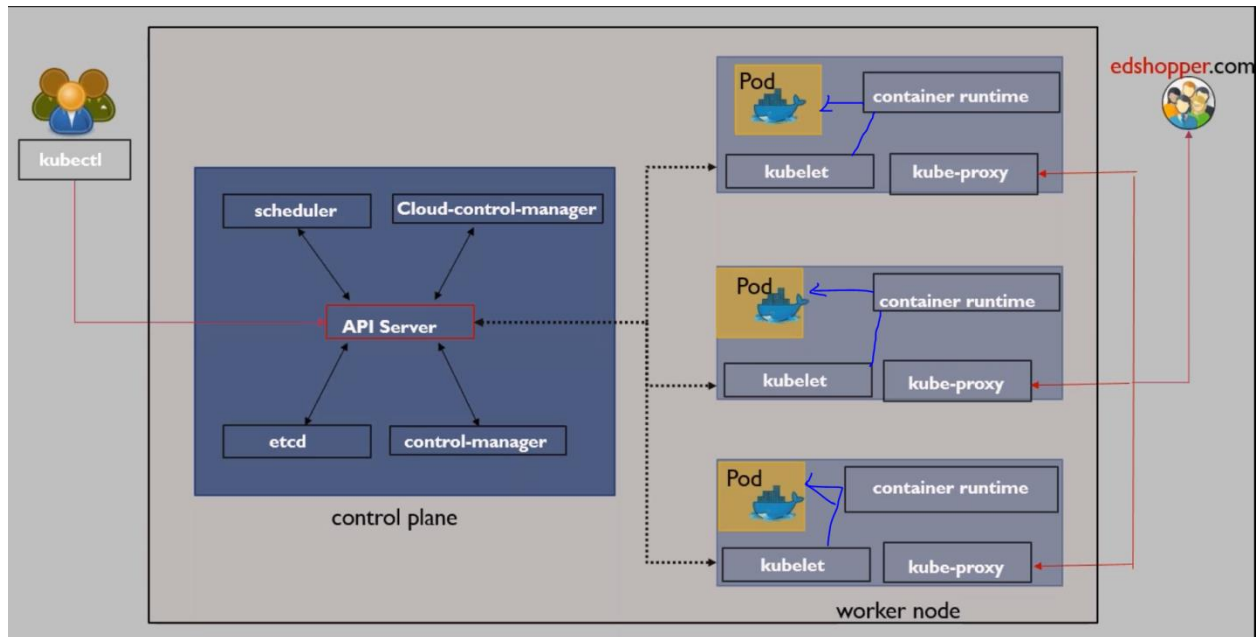 edshopper.com
kubectl
scheduler
Cloud-control-manager
API Server
etcd
control-manager
control plane
Pod
container runtime
kubelet
kube-proxy
Pod
container runtime
kubelet
kube-proxy
Pod
container runtime
kubelet
kube-proxy
worker node